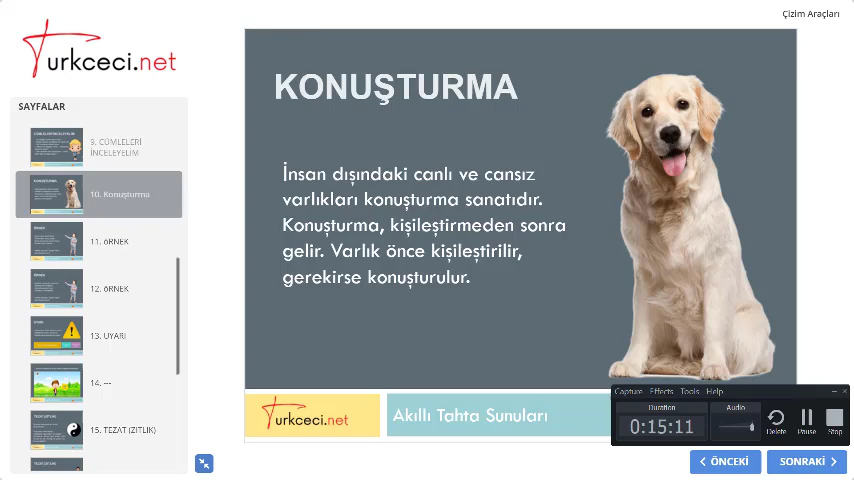 Çizim Araçları
Turkceci.net
SAYFALAR
9. CÜMLELERİ
İNCELEYELİM
10. Konuşturma
11. öRNEK
12. öRNEK
13. UYARI
14. ---
15. TEZAT (ZITLIK)
KONUŞTURMA
İnsan dışındaki canlı ve cansız
varlıkları konuşturma sanatıdır.
Konuşturma, kişileştirmeden sonra
gelir. Varlık önce kişileştirilir,
gerekirse konuşturulur.
Turkceci.net
Akıllı Tahta Sunuları
Capture Effects Tools Help
Duration
0:15:11
Audio
Delete
Pause
Stop
ÖNCEKİ
SONRAKİ